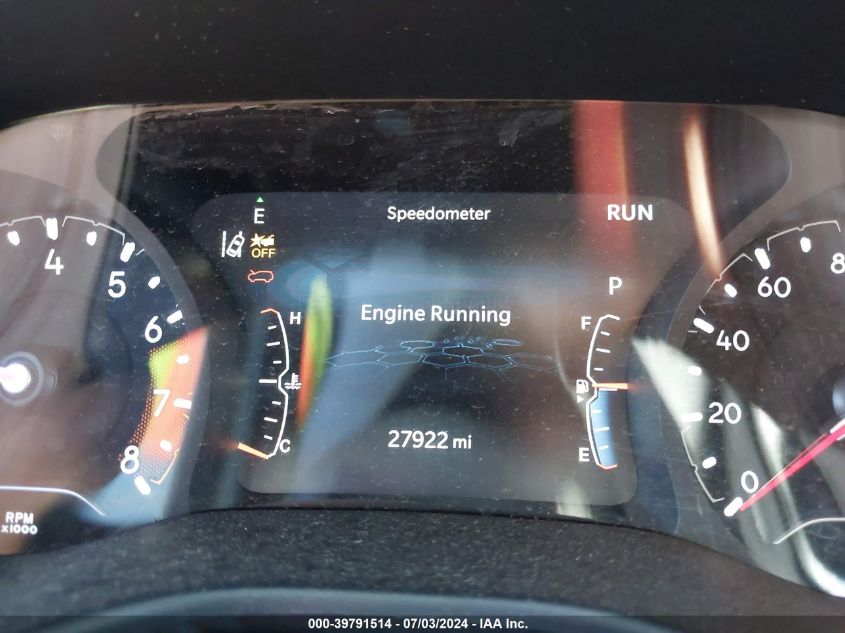 E Speedometer RUN
OFF
P
4
5
6
7
8
RPM
x1000
H
C
Engine Running
27922 mi
F
E
0
20
40
60
8
000-39791514 / 07/03/2024 - IAA Inc.